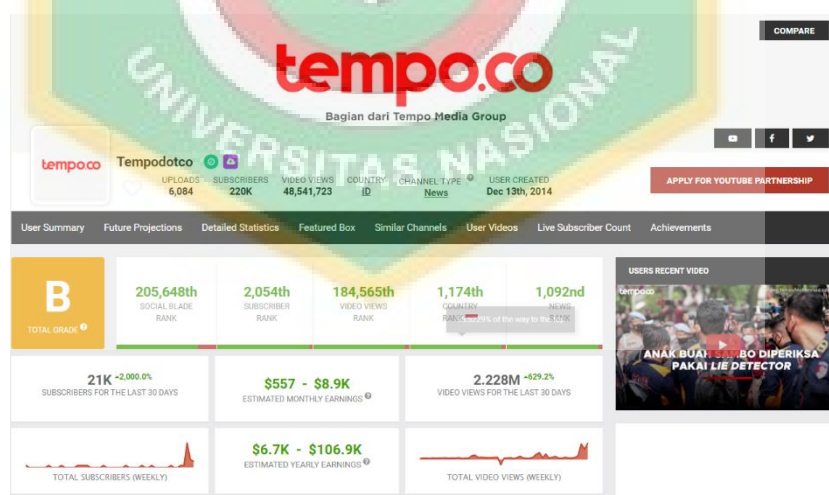 COMPARE
tempo.co
Bagian dari Tempo Media Group
UNIVERSITAS NASIONAL
tempo.co
Tempodotco
UPLOADS SUBSCRIBERS VIDEO VIEWS COUNTRY CHANNEL TYPE USER CREATED
6,084 220K 48,541,723 ID News Dec 13th, 2014
APPLY FOR YOUTUBE PARTNERSHIP
User Summary Future Projections Detailed Statistics Featured Box Similar Channels User Videos Live Subscriber Count Achievements
USERS RECENT VIDEO
B
TOTAL GRADE
205,648th 2,054th 184,565th 1,174th 1,092nd
SOCIAL BLADE SUBSCRIBER VIDEO VIEWS COUNTRY NEWS
RANK RANK RANK RANK RANK
of the way to the
tempo.co
ANAK BUAH SAMBO DIPERIKSA
PAKAI LIE DETECTOR
21K +2,000.0%
SUBSCRIBERS FOR THE LAST 30 DAYS
$557 - $8.9K
ESTIMATED MONTHLY EARNINGS
2.228M +629.2%
VIDEO VIEWS FOR THE LAST 30 DAYS
TOTAL SUBSCRIBERS (WEEKLY)
$6.7K - $106.9K
ESTIMATED YEARLY EARNINGS
TOTAL VIDEO VIEWS (WEEKLY)